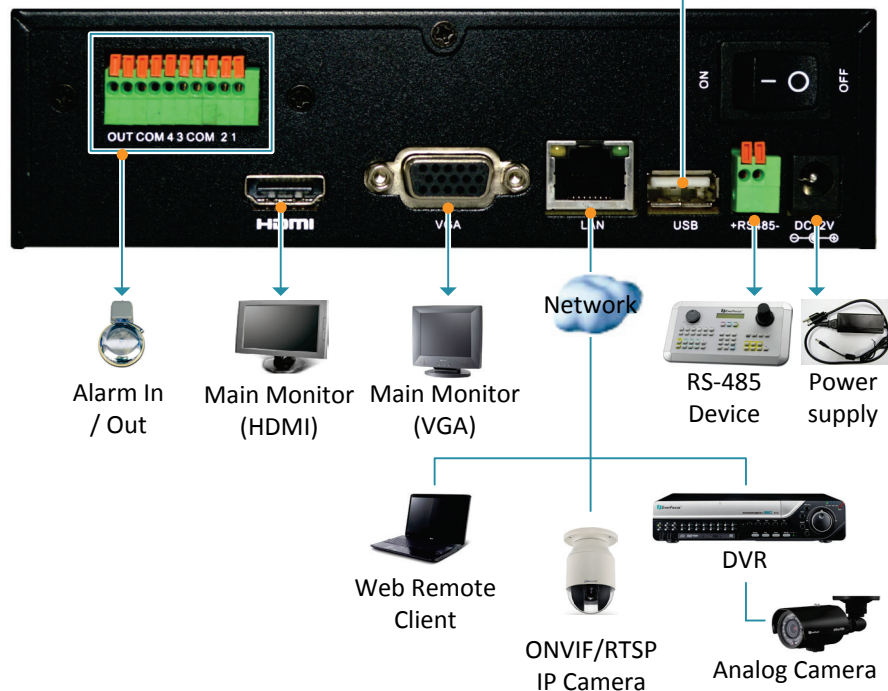 ON
OFF
OUT COM 4 3 COM 2 1
HDMI
VGA
LAN
USB
+RS485-
DC12V
Network
Alarm In
/ Out
Main Monitor
(HDMI)
Main Monitor
(VGA)
RS-485
Device
Power
supply
EverFocus
Web Remote
Client
ONVIF/RTSP
IP Camera
DVR
Analog Camera